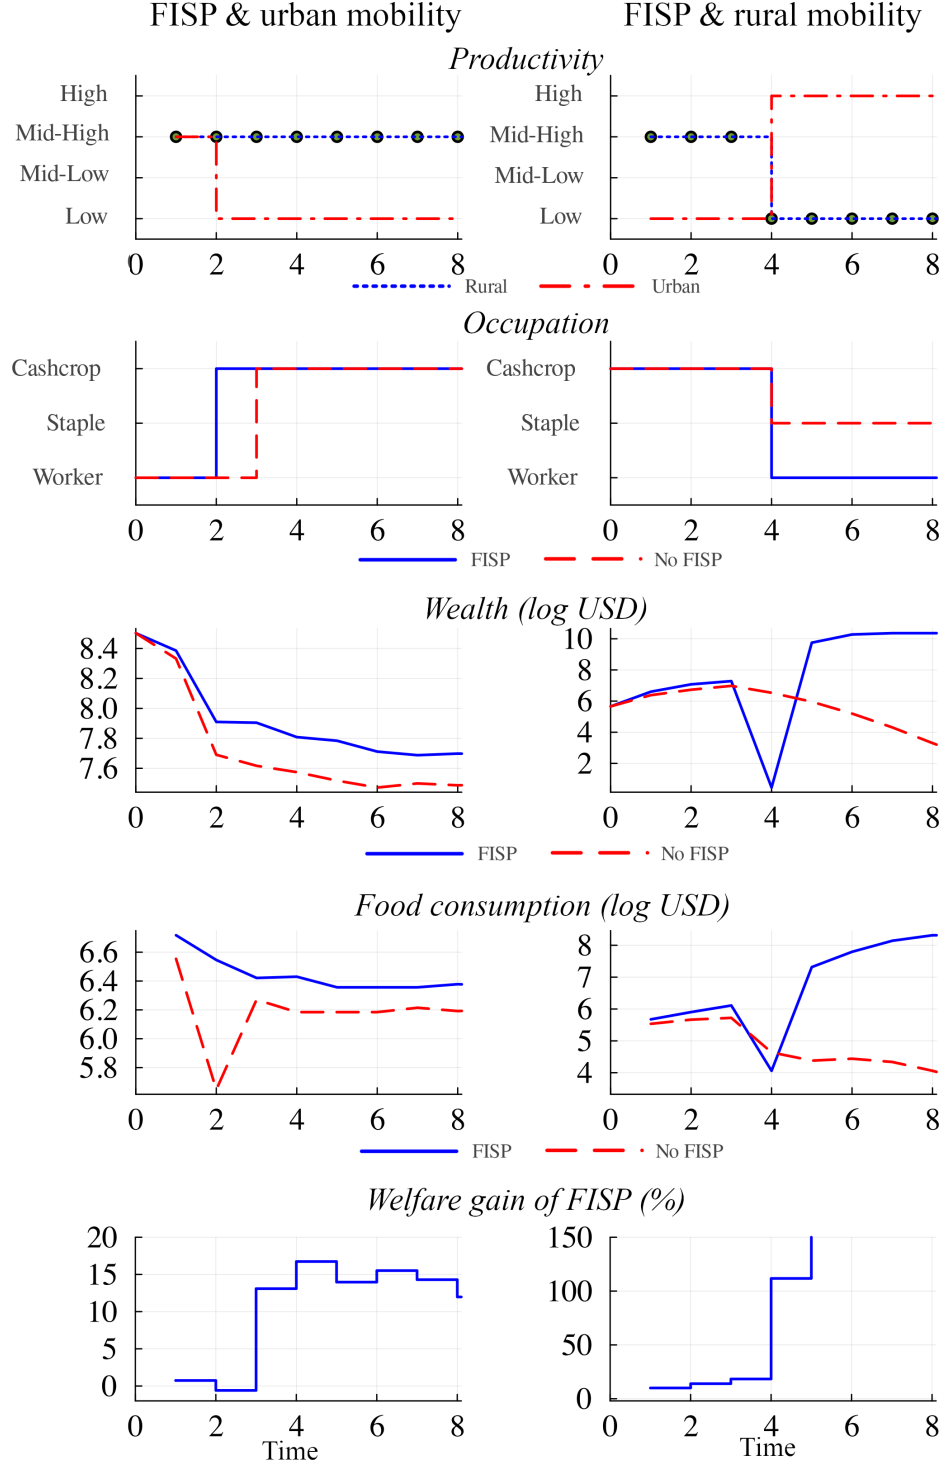 FISP & urban mobility FISP & rural mobility
Productivity
High High
Mid-High Mid-High
Mid-Low Mid-Low
Low Low
0 2 4 6 8 0 2 4 6 8
Rural Urban
Occupation
Cashcrop Cashcrop
Staple Staple
Worker Worker
0 2 4 6 8 0 2 4 6 8
FISP No FISP
Wealth (log USD)
8.4 10
8.2 8
8.0 6
7.8 4
7.6 2
0 2 4 6 8 0 2 4 6 8
FISP No FISP
Food consumption (log USD)
6.6 8
6.4 7
6.2 6
6.0 5
5.8 4
0 2 4 6 8 0 2 4 6 8
FISP No FISP
Welfare gain of FISP (%)
20 150
15 100
10
5 50
0 0
0 2 4 6 8 0 2 4 6 8
Time Time